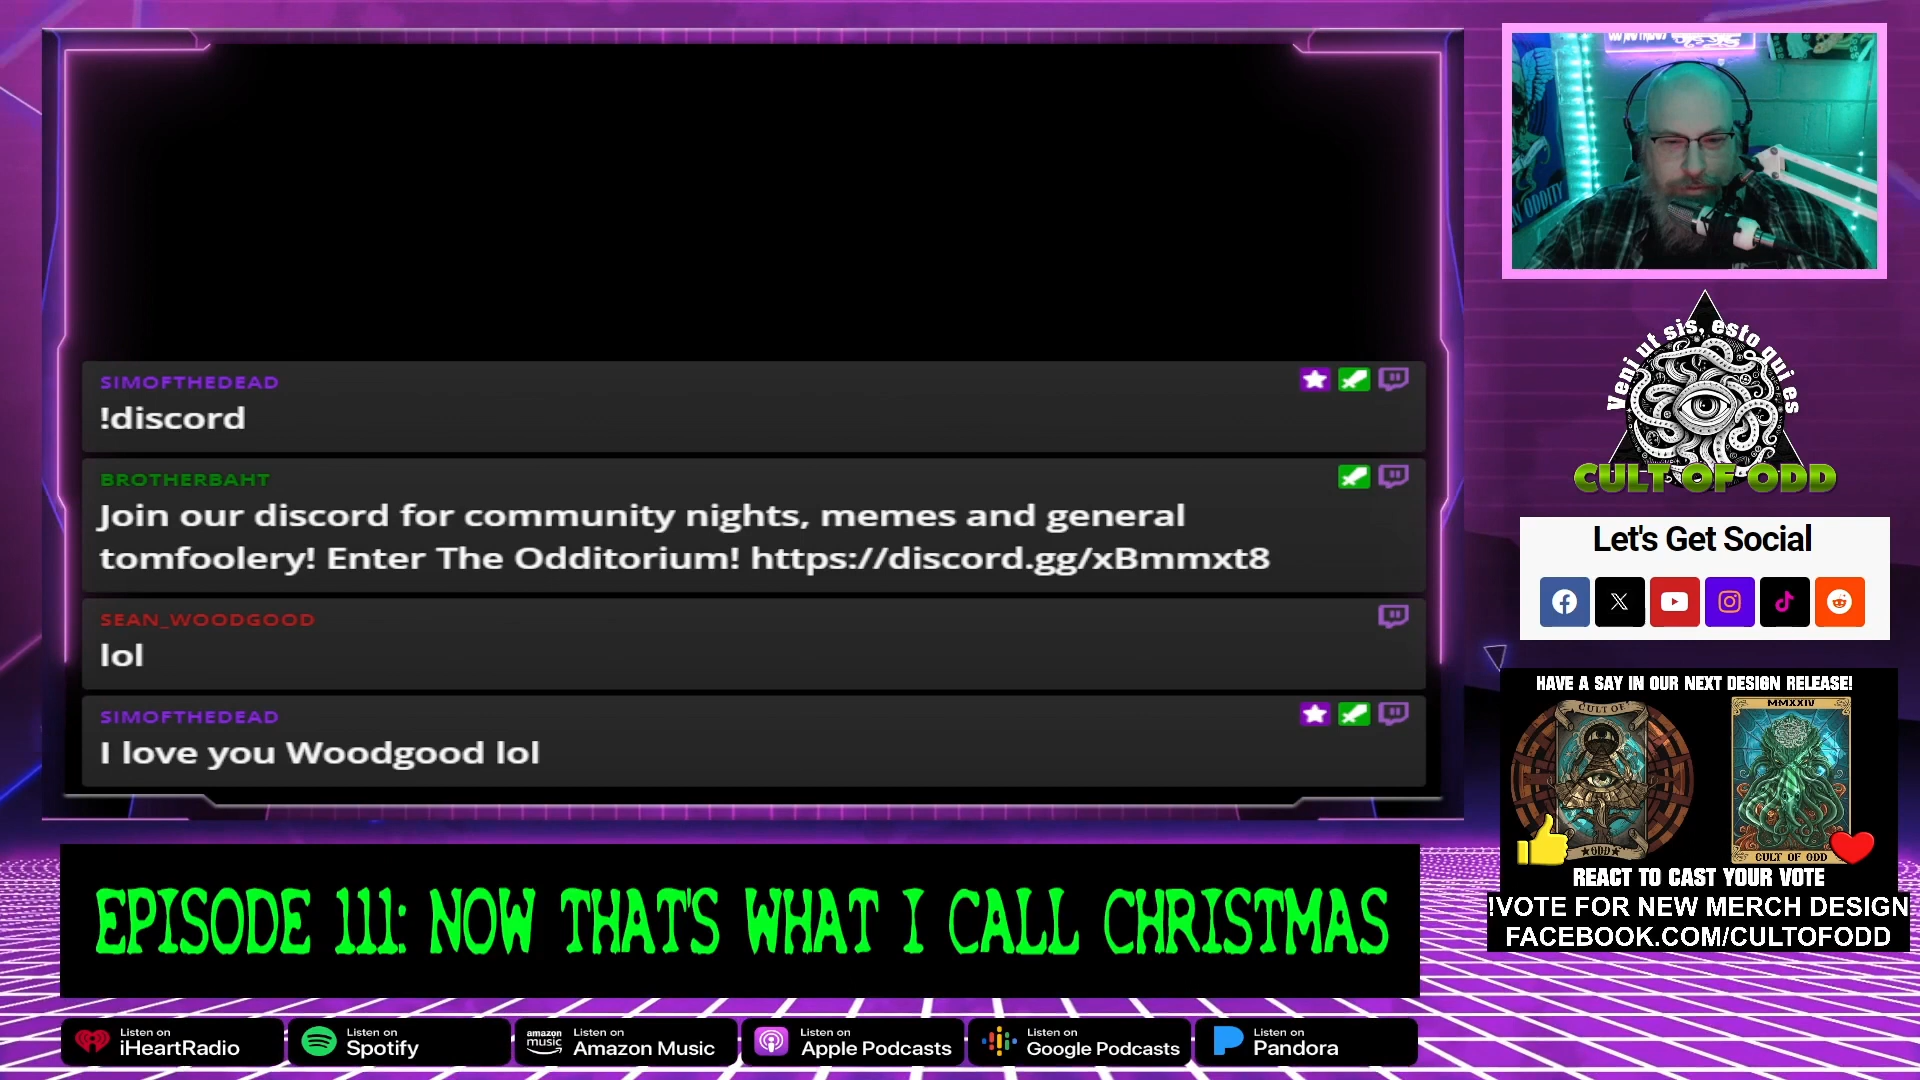 SIMOFTHEDEAD
!discord
BROTHERBAHT
Join our discord for community nights, memes and general
tomfoolery! Enter The Odditorium! https://discord.gg/xBmmxt8
SEAN_WOODGOOD
lol
SIMOFTHEDEAD
I love you Woodgood lol
EPISODE 111: NOW THAT'S WHAT I CALL CHRISTMAS
Listen on
iHeartRadio
Listen on
Spotify
amazon
music
Listen on
Amazon Music
Listen on
Apple Podcasts
Listen on
Google Podcasts
Listen on
Pandora
ODDITY
Veni ut sis, esto qui es
CULT OF ODD
Let's Get Social
HAVE A SAY IN OUR NEXT DESIGN RELEASE!
CULT OF
ODD
MMXXIV
CULT OF ODD
REACT TO CAST YOUR VOTE
!VOTE FOR NEW MERCH DESIGN
FACEBOOK.COM/CULTOFODD